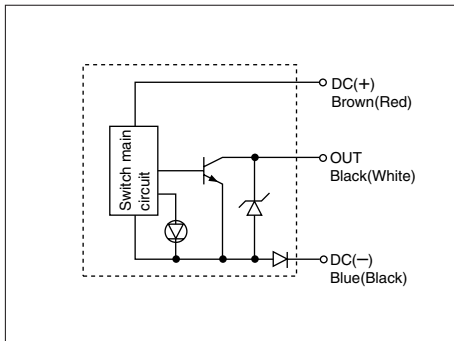 DC(+)
Brown(Red)
Switch main
circuit
OUT
Black(White)
DC(−)
Blue(Black)